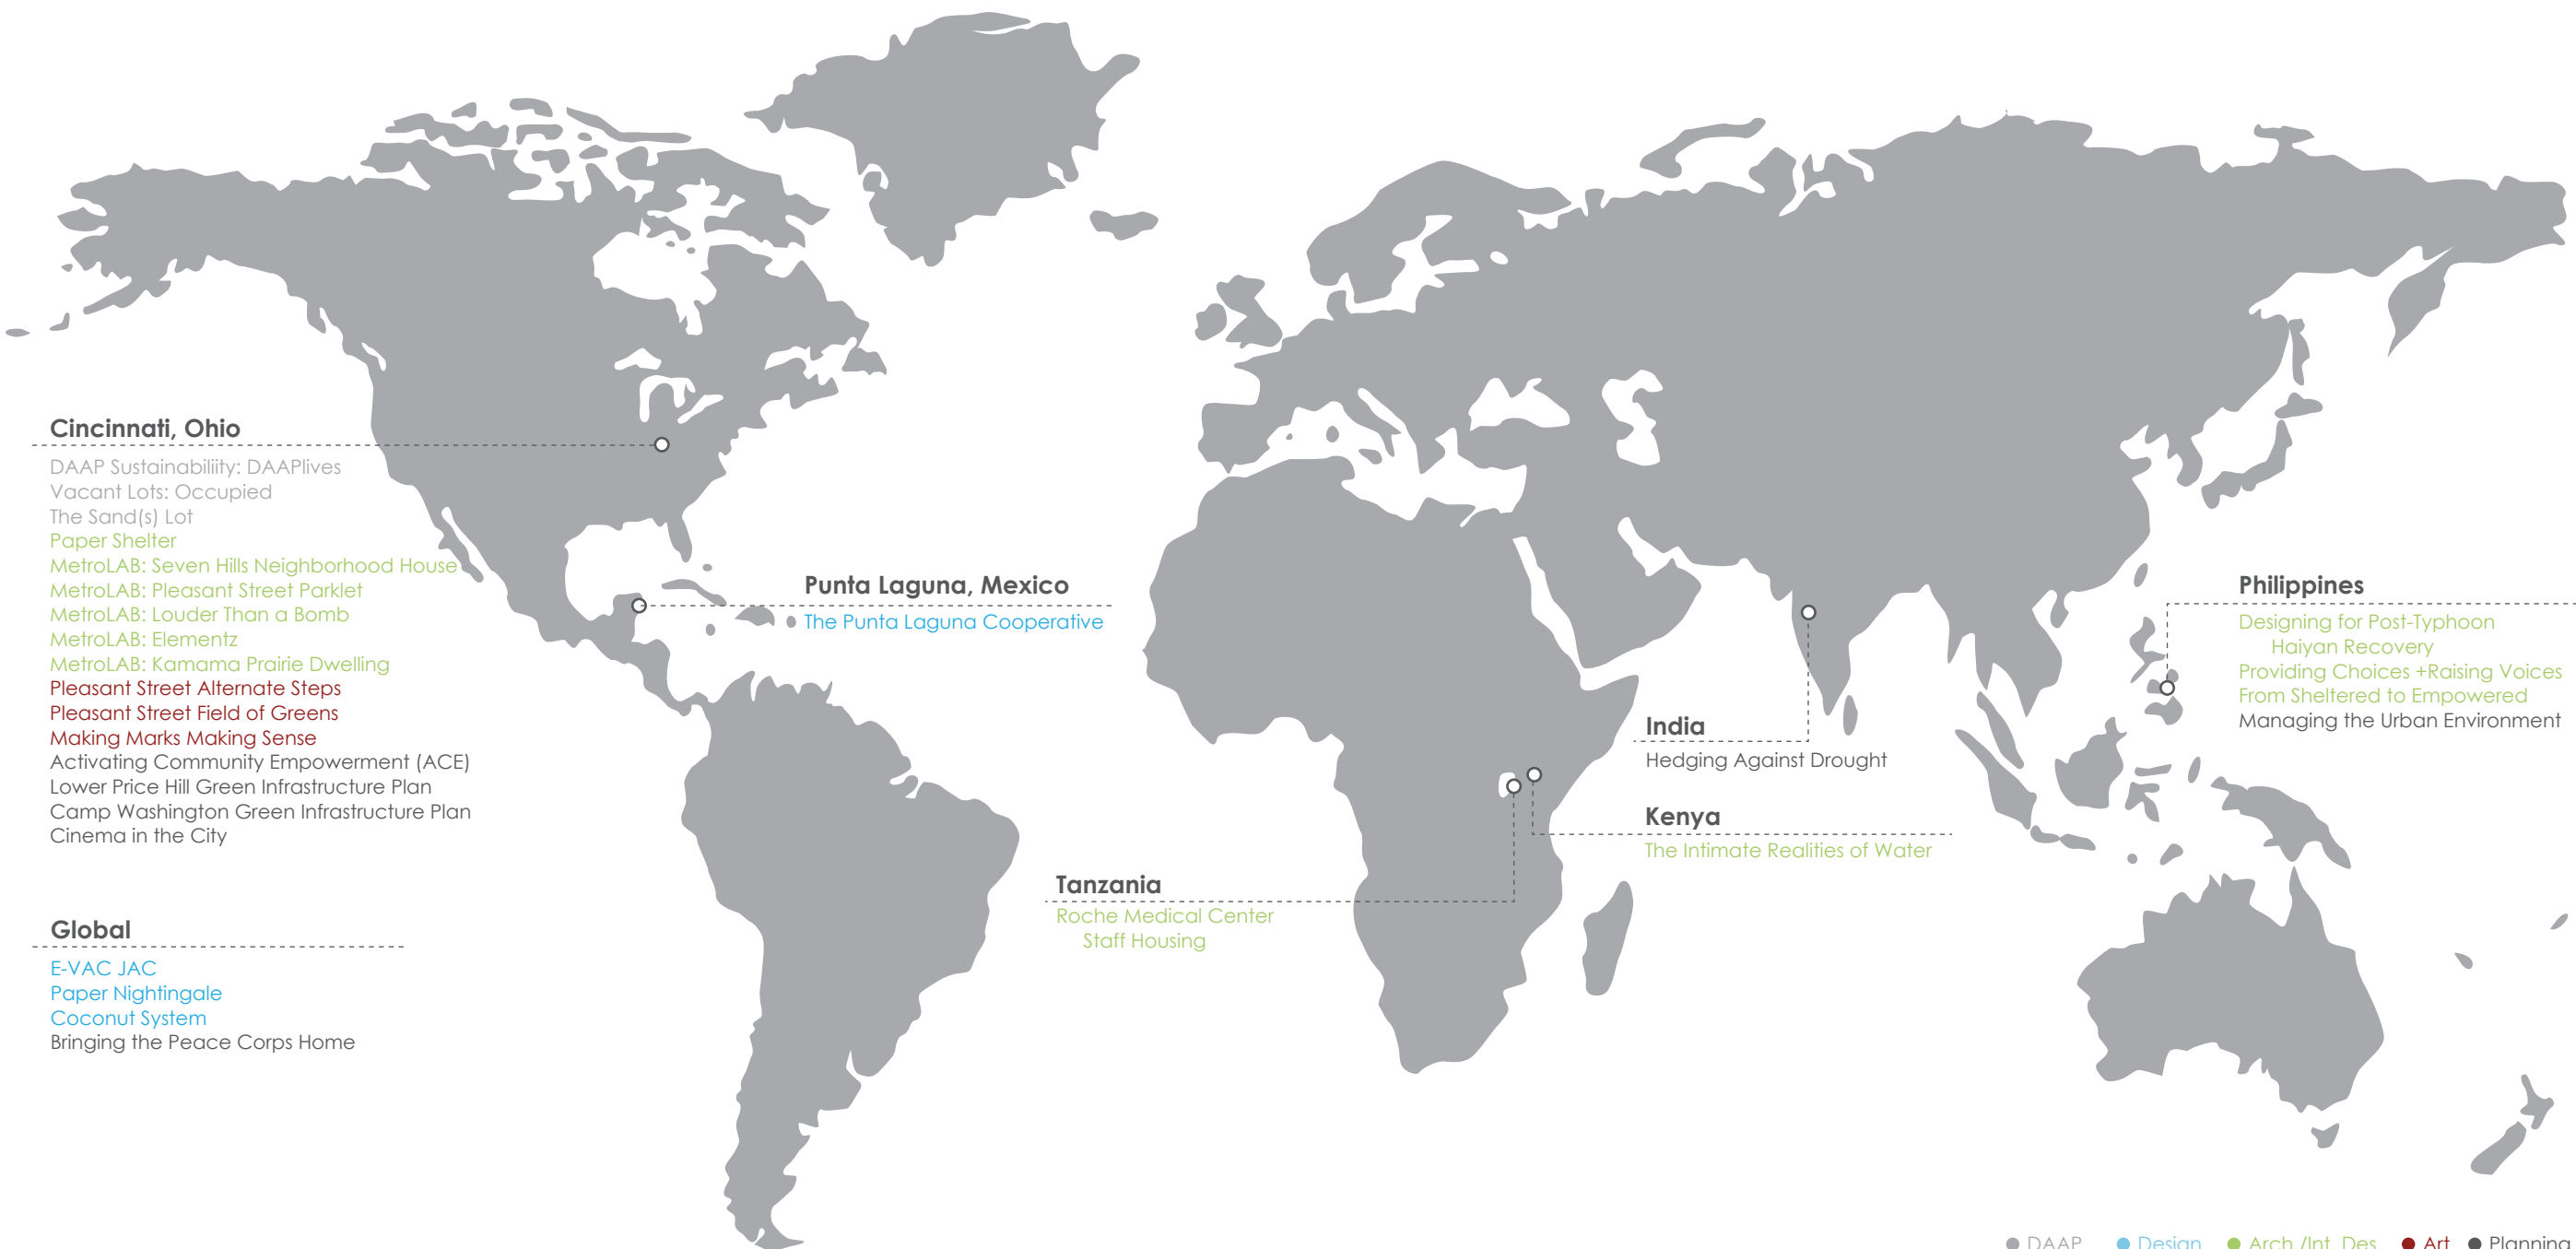 Cincinnati, Ohio
DAAP Sustainabiliity: DAAPlives
Vacant Lots: Occupied
The Sand(s) Lot
Paper Shelter
MetroLAB: Seven Hills Neighborhood House
MetroLAB: Pleasant Street Parklet
MetroLAB: Louder Than a Bomb
MetroLAB: Elementz
MetroLAB: Kamama Prairie Dwelling
Pleasant Street Alternate Steps
Pleasant Street Field of Greens
Making Marks Making Sense
Activating Community Empowerment (ACE)
Lower Price Hill Green Infrastructure Plan
Camp Washington Green Infrastructure Plan
Cinema in the City
Global
E-VAC JAC
Paper Nightingale
Coconut System
Bringing the Peace Corps Home
Punta Laguna, Mexico
The Punta Laguna Cooperative
Tanzania
Roche Medical Center
Staff Housing
India
Hedging Against Drought
Kenya
The Intimate Realities of Water
Philippines
Designing for Post-Typhoon
Haiyan Recovery
Providing Choices +Raising Voices
From Sheltered to Empowered
Managing the Urban Environment
DAAP Design Arch./Int. Des. Art Planning